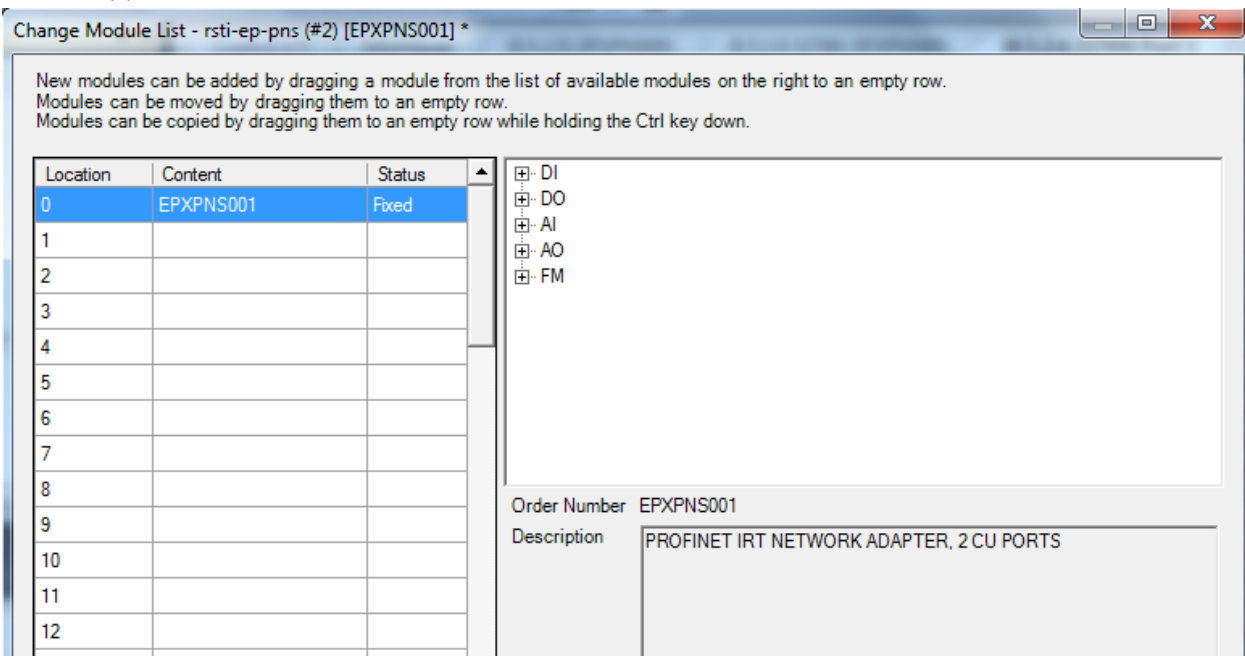 Change Module List - rsti-ep-pns (#2) [EPXPNS001] *
New modules can be added by dragging a module from the list of available modules on the right to an empty row.
Modules can be moved by dragging them to an empty row.
Modules can be copied by dragging them to an empty row while holding the Ctrl key down.
Location Content Status
0 EPXPNS001 Fixed
1
2
3
4
5
6
7
8
9
10
11
12
DI
DO
AI
AO
FM
Order Number EPXPNS001
Description PROFINET IRT NETWORK ADAPTER, 2 CU PORTS